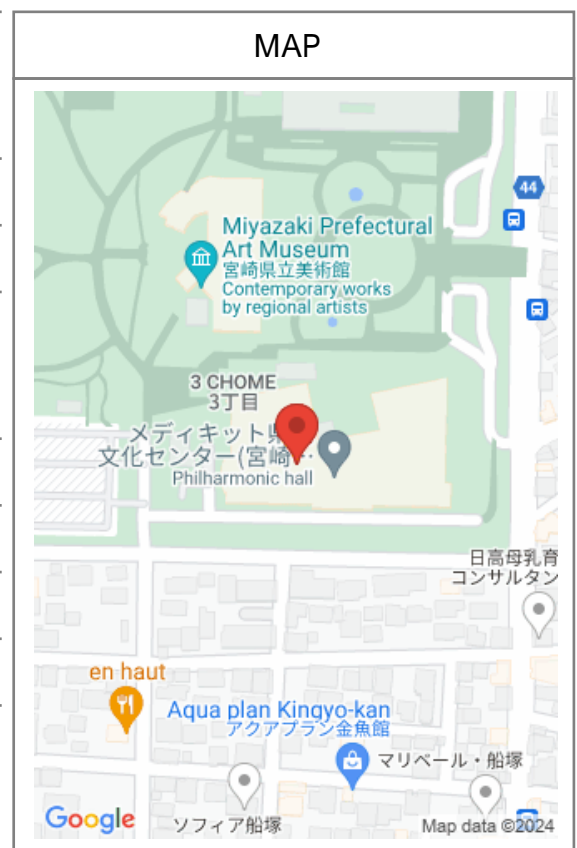 MAP
44
Miyazaki Prefectural
Art Museum
宮崎県立美術館
Contemporary works
by regional artists
3 CHOME
3丁目
メディキット県
文化センター(宮崎…
Philharmonic hall
日高母乳育
コンサルタン
en haut
Aqua plan Kingyo-kan
アクアプラン金魚館
マリベール・船塚
ソフィア船塚
Google
Map data ©2024